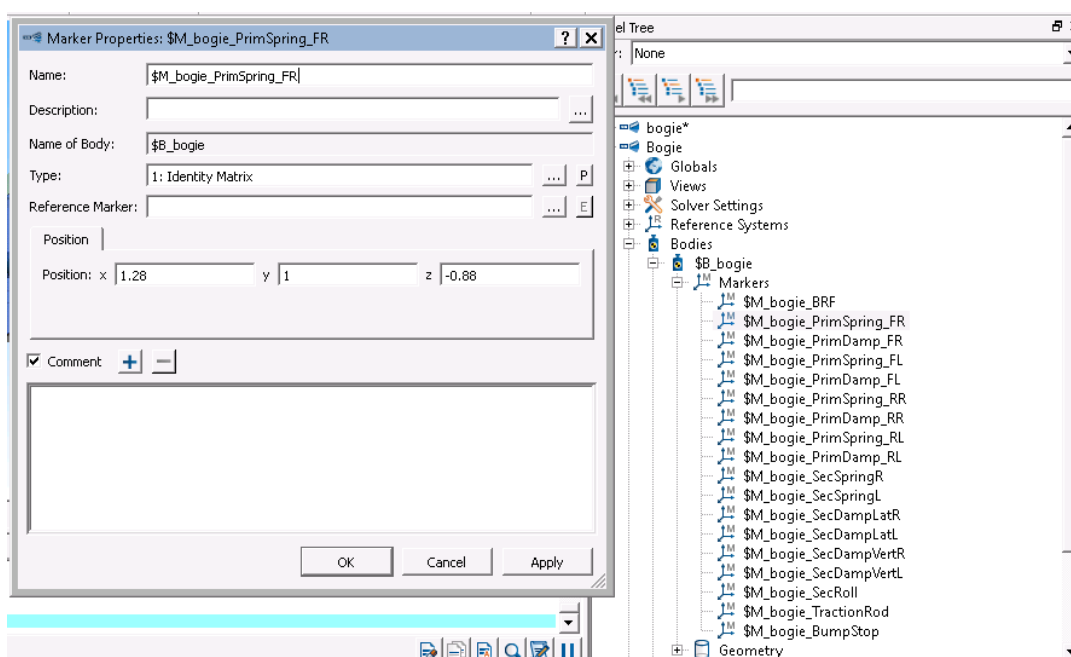 Marker Properties: $M_bogie_PrimSpring_FR
Name: $M_bogie_PrimSpring_FR
Description:
...
Name of Body: $B_bogie
Type: 1: Identity Matrix ... P
Reference Marker: ... E
Position
Position: x 1.28 y 1 z -0.88
Comment
OK Cancel Apply
el Tree
: None
bogie*
Bogie
Globals
Views
Solver Settings
Reference Systems
Bodies
$B_bogie
Markers
$M_bogie_BRF
$M_bogie_PrimSpring_FR
$M_bogie_PrimDamp_FR
$M_bogie_PrimSpring_FL
$M_bogie_PrimDamp_FL
$M_bogie_PrimSpring_RR
$M_bogie_PrimDamp_RR
$M_bogie_PrimSpring_RL
$M_bogie_PrimDamp_RL
$M_bogie_SecSpringR
$M_bogie_SecSpringL
$M_bogie_SecDampLatR
$M_bogie_SecDampLatL
$M_bogie_SecDampVertR
$M_bogie_SecDampVertL
$M_bogie_SecRoll
$M_bogie_TractionRod
$M_bogie_BumpStop
Geometry